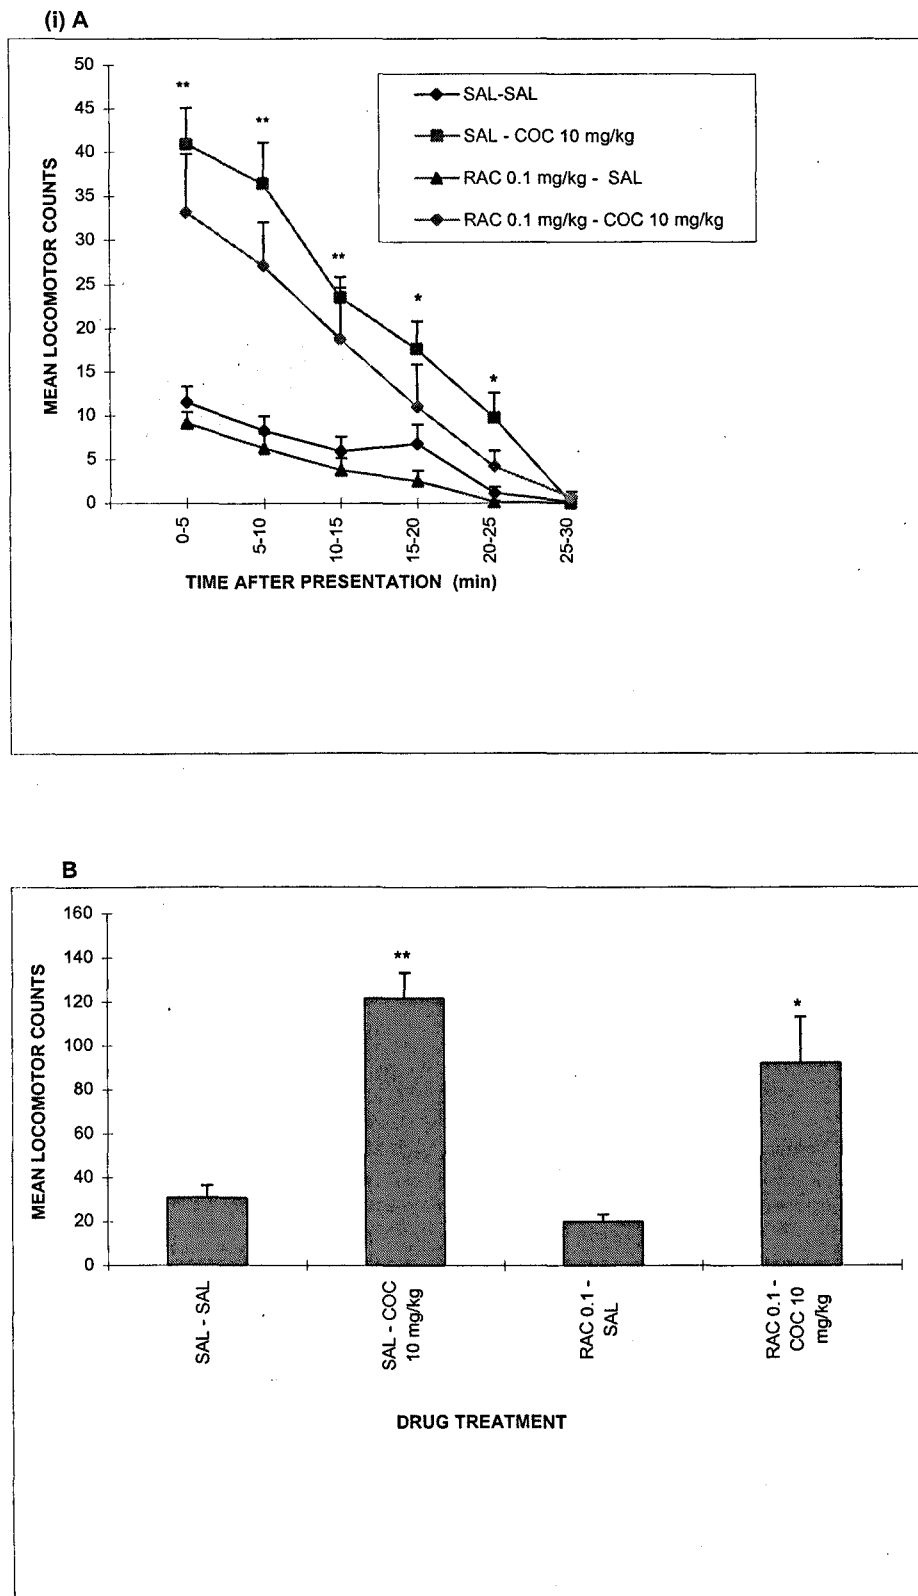 (i) A
50
45
40
35
30
25
20
15
10
5
0
MEAN LOCOMOTOR COUNTS
**
**
**
*
*
SAL-SAL
SAL - COC 10 mg/kg
RAC 0.1 mg/kg - SAL
RAC 0.1 mg/kg - COC 10 mg/kg
0-5
5-10
10-15
15-20
20-25
25-30
TIME AFTER PRESENTATION (min)
B
160
140
120
100
80
60
40
20
0
MEAN LOCOMOTOR COUNTS
**
*
SAL - SAL
SAL - COC
10 mg/kg
RAC 0.1 -
SAL
RAC 0.1 -
COC 10
mg/kg
DRUG TREATMENT